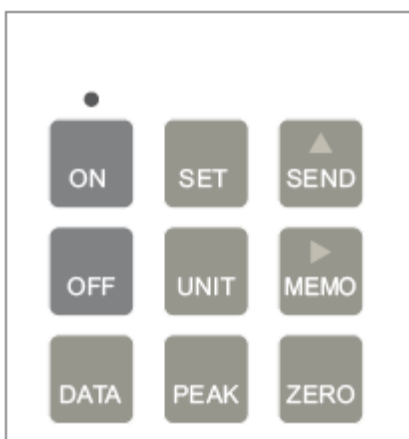 ON SET SEND
OFF UNIT MEMO
DATA PEAK ZERO